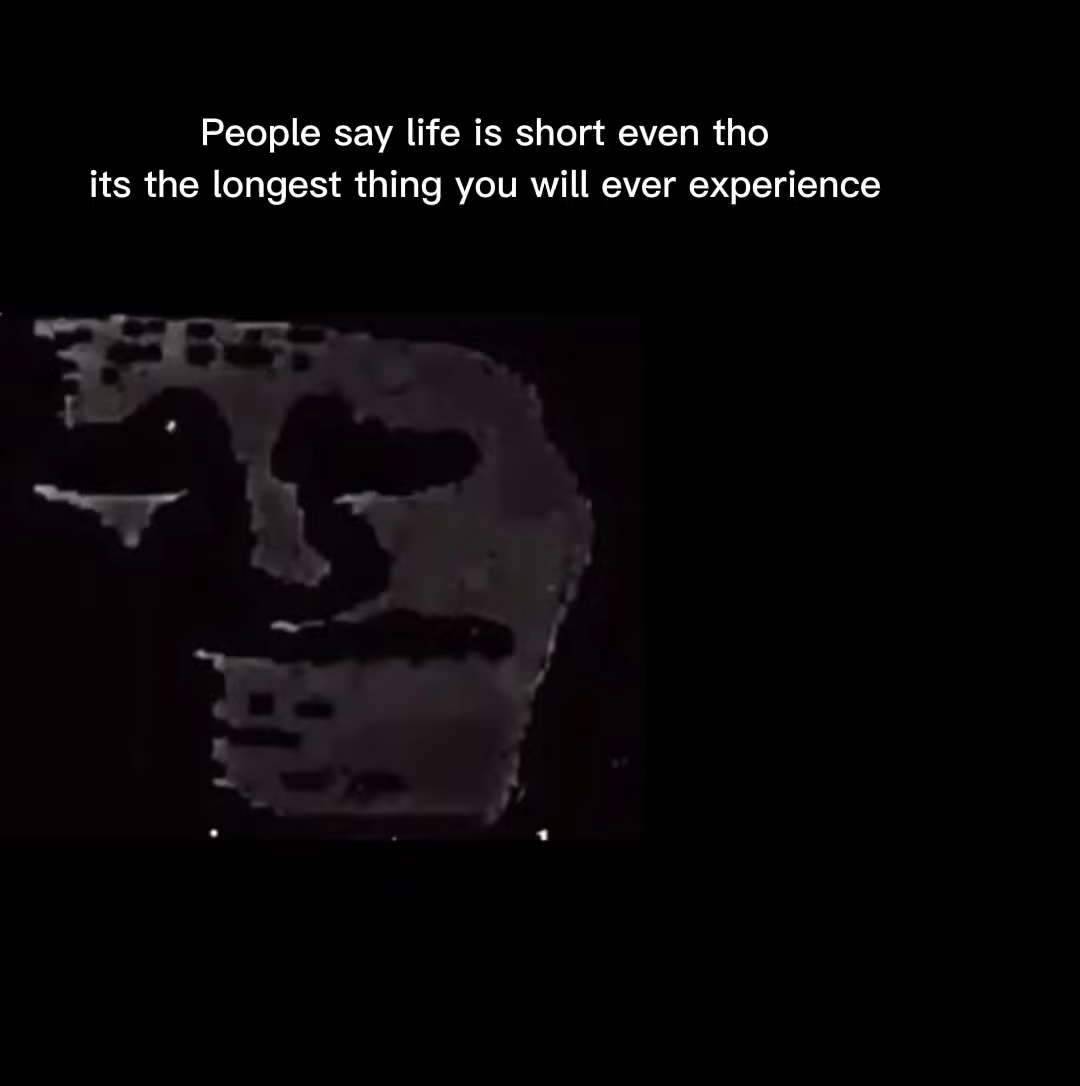 People say life is short even tho
its the longest thing you will ever experience